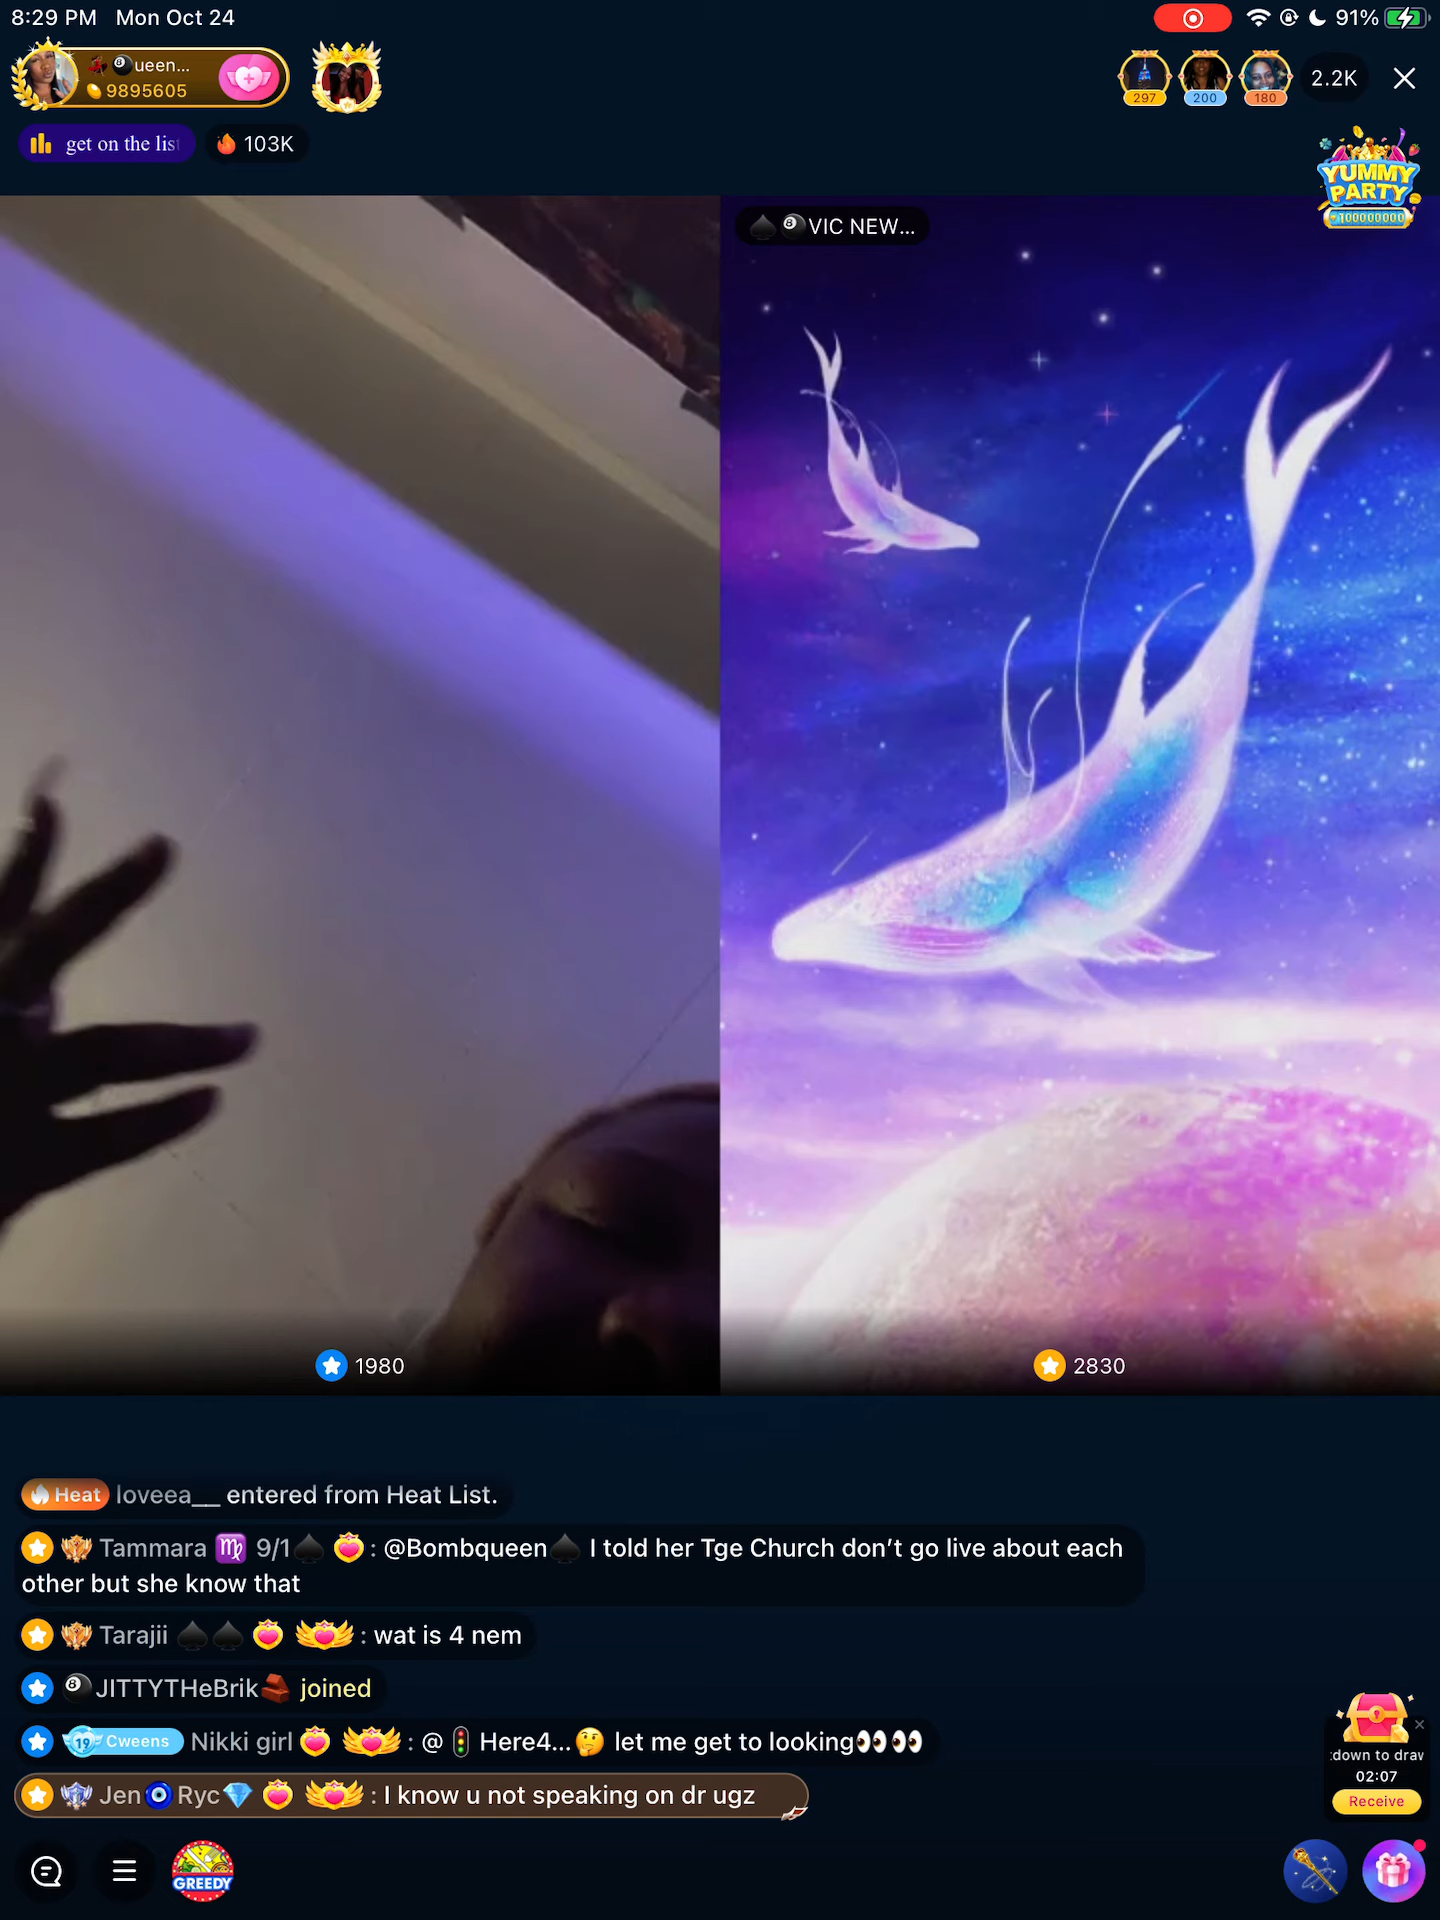 8:29 PM Mon Oct 24
91%
🎱ueen...
9895605
297
200
180
2.2K
get on the list
103K
YUMMY
PARTY
100000000
♠️🎱VIC NEW...
1980
2830
Heat loveea__ entered from Heat List.
Tammara ♍ 9/1♠️ : @Bombqueen♠️ I told her Tge Church don’t go live about each
other but she know that
Tarajii ♠️♠️ : wat is 4 nem
🎱JITTYTHeBrik🧱 joined
19 Cweens Nikki girl : @🚦Here4...🤔 let me get to looking👀👀
Jen🧿Ryc💎 : I know u not speaking on dr ugz
:down to draw
02:07
Receive
GREEDY